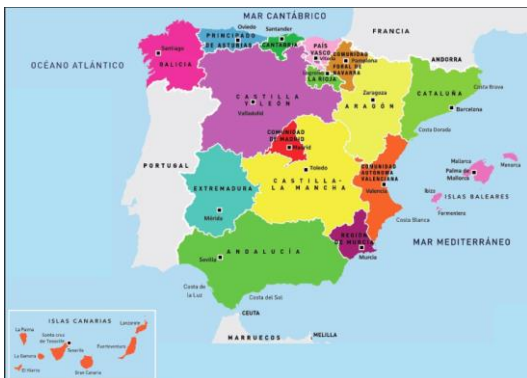 MAR CANTÁBRICO
FRANCIA
ANDORRA
OCÉANO ATLÁNTICO
Oviedo
PRINCIPADO
DE ASTURIAS
Santander
CANTABRIA
PAÍS
VASCO
Vitoria
COMUNIDAD
Pamplona
FORAL DE
NAVARRA
Santiago
GALICIA
Logroño
LA RIOJA
CASTILLA
Y LEÓN
Valladolid
Zaragoza
ARAGÓN
CATALUÑA
Barcelona
Costa Brava
Costa Dorada
COMUNIDAD
DE MADRID
Madrid
PORTUGAL
Toledo
CASTILLA-
LA MANCHA
COMUNIDAD
AUTÓNOMA
VALENCIANA
Valencia
Menorca
Mallorca
Palma de
Mallorca
Ibiza
ISLAS BALEARES
Formentera
EXTREMADURA
Mérida
Costa Blanca
MAR MEDITERRÁNEO
REGIÓN
DE MURCIA
Murcia
ANDALUCÍA
Sevilla
Costa de
la Luz
Costa del Sol
CEUTA
MELILLA
MARRUECOS
ISLAS CANARIAS
La Palma
Santa cruz
de Tenerife
Tenerife
La Gomera
El Hierro
Gran Canaria
Fuerteventura
Lanzarote